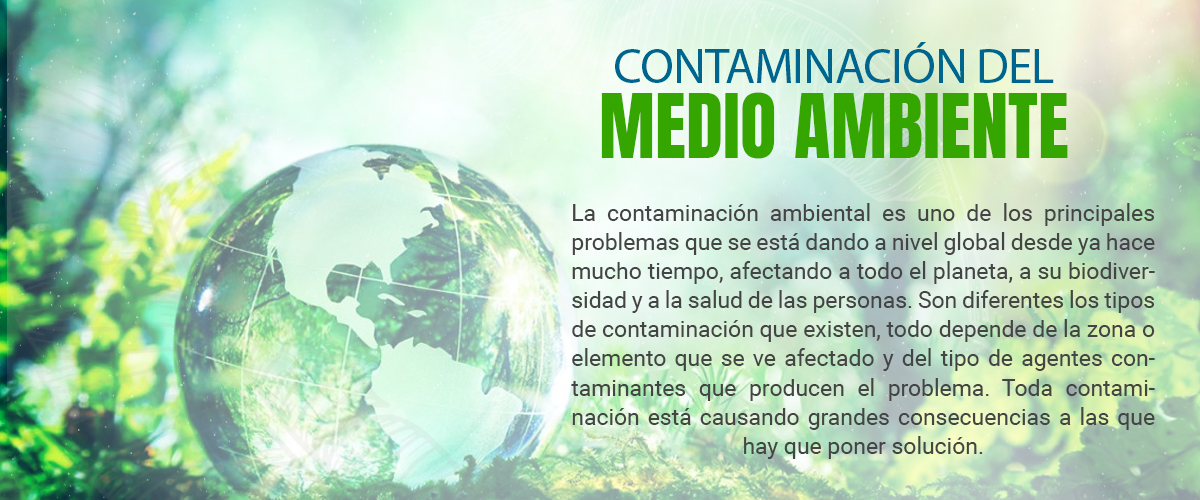 CONTAMINACIÓN DEL
MEDIO AMBIENTE
La contaminación ambiental es uno de los principales
problemas que se está dando a nivel global desde ya hace
mucho tiempo, afectando a todo el planeta, a su biodiver-
sidad y a la salud de las personas. Son diferentes los tipos
de contaminación que existen, todo depende de la zona o
elemento que se ve afectado y del tipo de agentes con-
taminantes que producen el problema. Toda contami-
nación está causando grandes consecuencias a las que
hay que poner solución.